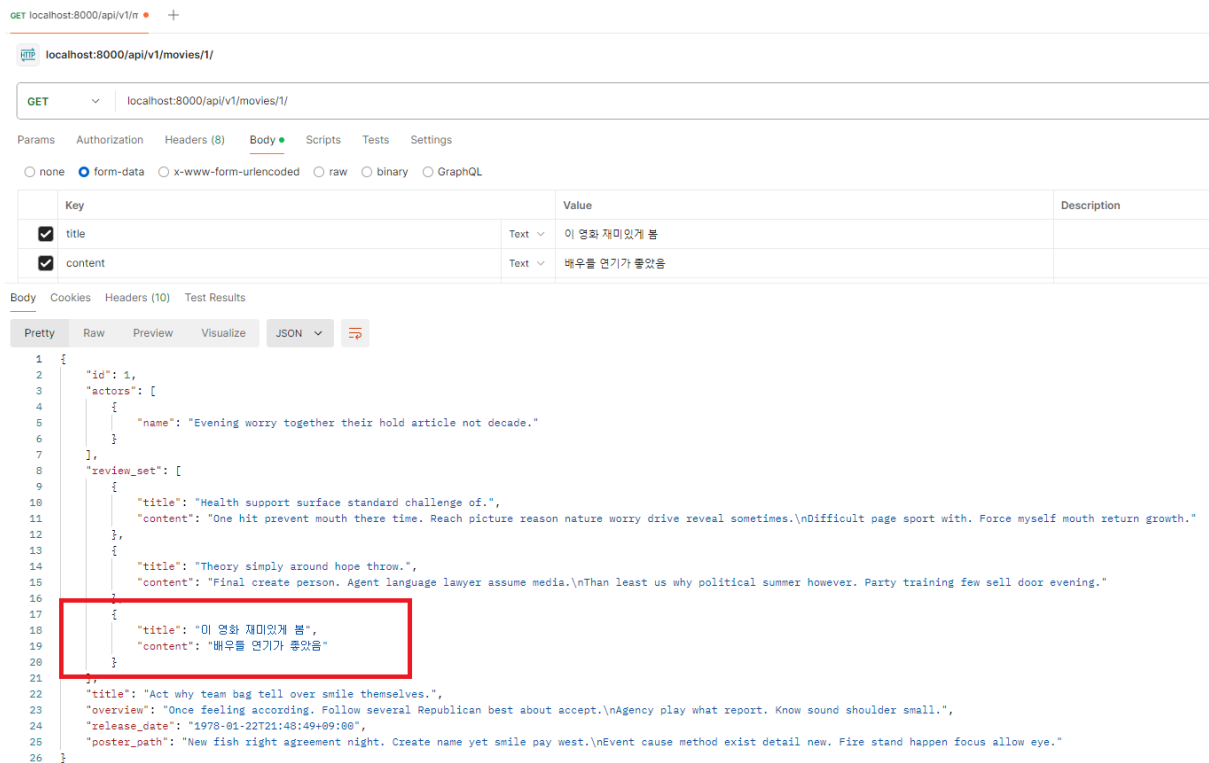 GET localhost:8000/api/v1/m
HTTP localhost:8000/api/v1/movies/1/
GET localhost:8000/api/v1/movies/1/
Params Authorization Headers (8) Body Scripts Tests Settings
none form-data x-www-form-urlencoded raw binary GraphQL
Key Value Description
title Text 이 영화 재미있게 봄
content Text 배우들 연기가 좋았음
Body Cookies Headers (10) Test Results
Pretty Raw Preview Visualize JSON
1 {
2 "id": 1,
3 "actors": [
4 {
5 "name": "Evening worry together their hold article not decade."
6 }
7 ],
8 "review_set": [
9 {
10 "title": "Health support surface standard challenge of.",
11 "content": "One hit prevent mouth there time. Reach picture reason nature worry drive reveal sometimes.\nDifficult page sport with. Force myself mouth return growth."
12 },
13 {
14 "title": "Theory simply around hope throw.",
15 "content": "Final create person. Agent language lawyer assume media.\nThan least us why political summer however. Party training few sell door evening."
16 },
17 {
18 "title": "이 영화 재미있게 봄",
19 "content": "배우들 연기가 좋았음"
20 }
21 ],
22 "title": "Act why team bag tell over smile themselves.",
23 "overview": "Once feeling according. Follow several Republican best about accept.\nAgency play what report. Know sound shoulder small.",
24 "release_date": "1978-01-22T21:48:49+09:00",
25 "poster_path": "New fish right agreement night. Create name yet smile pay west.\nEvent cause method exist detail new. Fire stand happen focus allow eye."
26 }